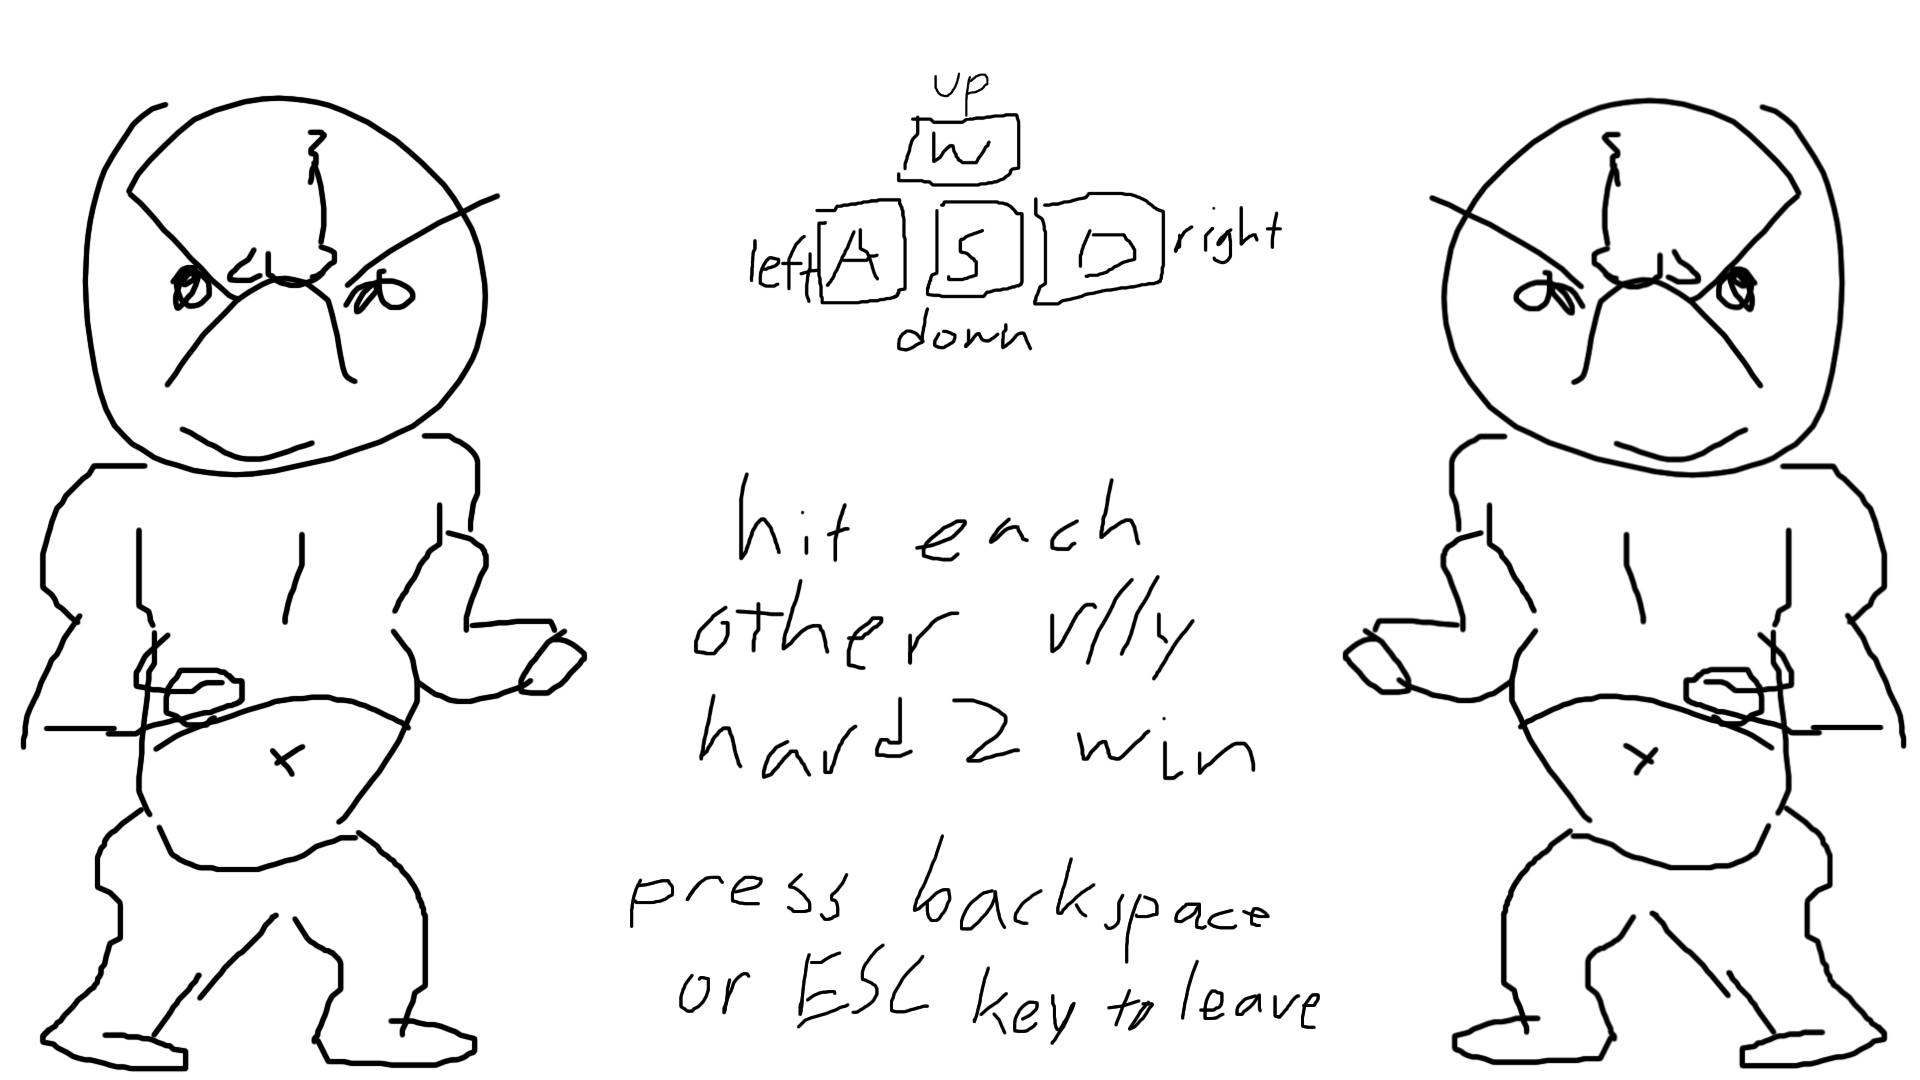 up
W
left A S D right
down
hit each
other rlly
hard 2 win
press backspace
or ESC key to leave